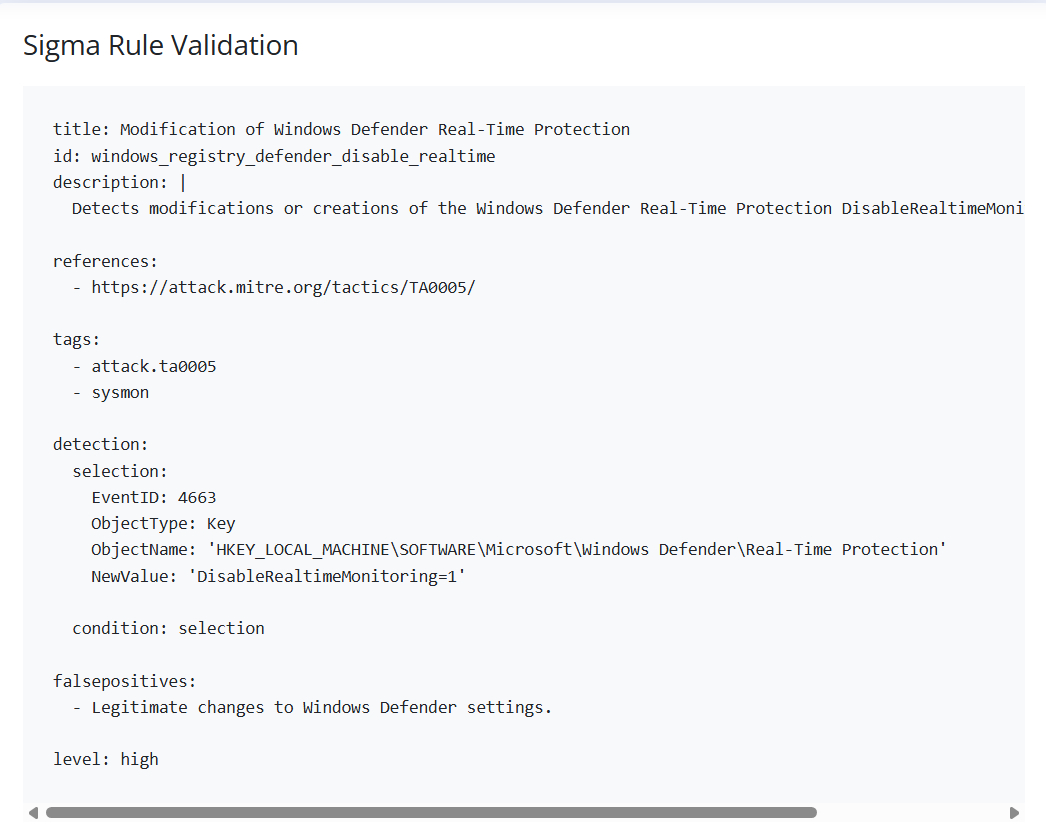 Sigma Rule Validation
title: Modification of Windows Defender Real-Time Protection
id: windows_registry_defender_disable_realtime
description: |
  Detects modifications or creations of the Windows Defender Real-Time Protection DisableRealtimeMoni
references:
  - https://attack.mitre.org/tactics/TA0005/
tags:
  - attack.ta0005
  - sysmon
detection:
  selection:
    EventID: 4663
    ObjectType: Key
    ObjectName: 'HKEY_LOCAL_MACHINE\SOFTWARE\Microsoft\Windows Defender\Real-Time Protection'
    NewValue: 'DisableRealtimeMonitoring=1'
  condition: selection
falsepositives:
  - Legitimate changes to Windows Defender settings.
level: high